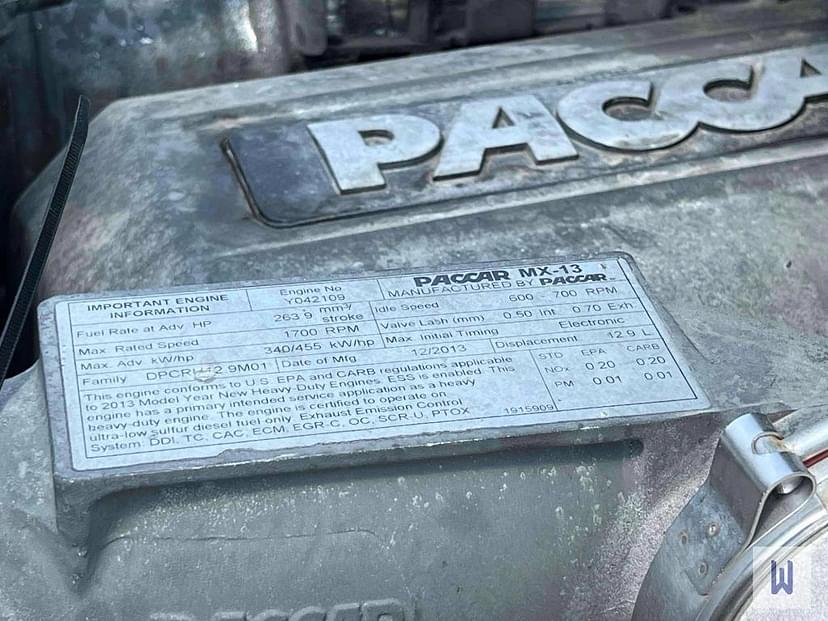 PACCA
IMPORTANT ENGINE INFORMATION
Engine No Y042109
PACCAR MX-13
MANUFACTURED BY PACCAR
Fuel Rate at Adv. HP 263.9 mm³/stroke
Idle Speed 600 - 700 RPM
Max. Rated Speed 1700 RPM
Valve Lash (mm) 0.50 Int. 0.70 Exh.
Max. Adv. kW/hp 340/455 kW/hp
Max. Initial Timing Electronic
Family 2.9M01
Date of Mfg. 12/2013
Displacement 12.9 L
This engine conforms to U.S. EPA and CARB regulations applicable
to 2013 Model Year New Heavy Duty Engines. ESS is enabled. This
engine has a primary intended service application as a heavy
heavy-duty engine. The engine is certified to operate on
ultra-low sulfur diesel fuel only. Exhaust Emission Control
System: DDI, TC, CAC, ECM, EGR-C, OC, SCR-U, PTOX
1915909
STD EPA CARB
NOx 0.20 0.20
PM 0.01 0.01
PACCAR
W